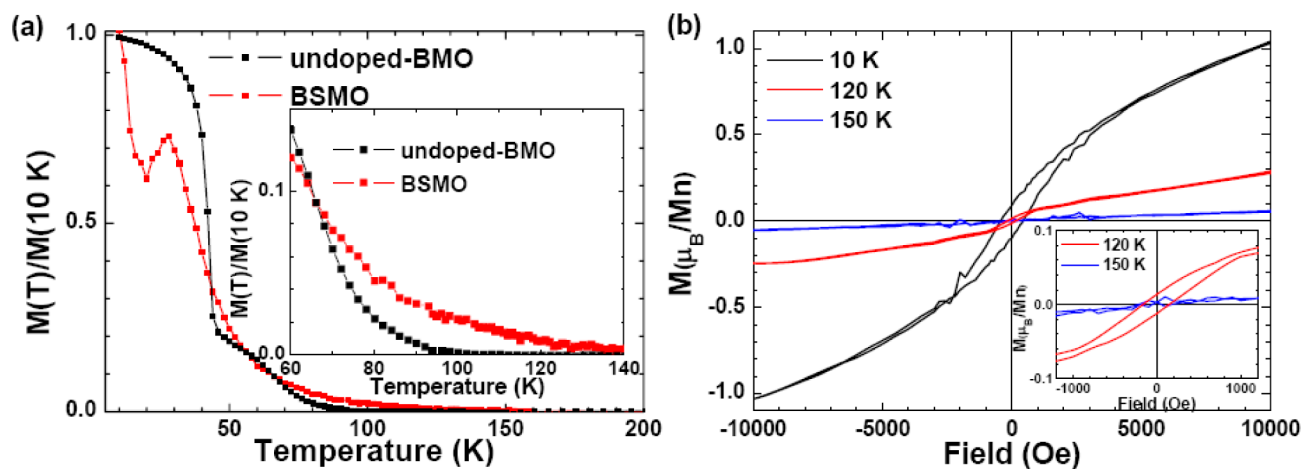 (a)
1.0
0.5
0.0
M(T)/M(10 K)
undoped-BMO
BSMO
0.1
0.0
M(T)/M(10 K)
undoped-BMO
BSMO
60 80 100 120 140
Temperature (K)
50 100 150 200
Temperature (K)
(b)
1.0
0.5
0.0
-0.5
-1.0
M(μB/Mn)
10 K
120 K
150 K
0.1
0.0
-0.1
M(μB/Mn)
120 K
150 K
-1000 0 1000
Field (Oe)
-10000 -5000 0 5000 10000
Field (Oe)